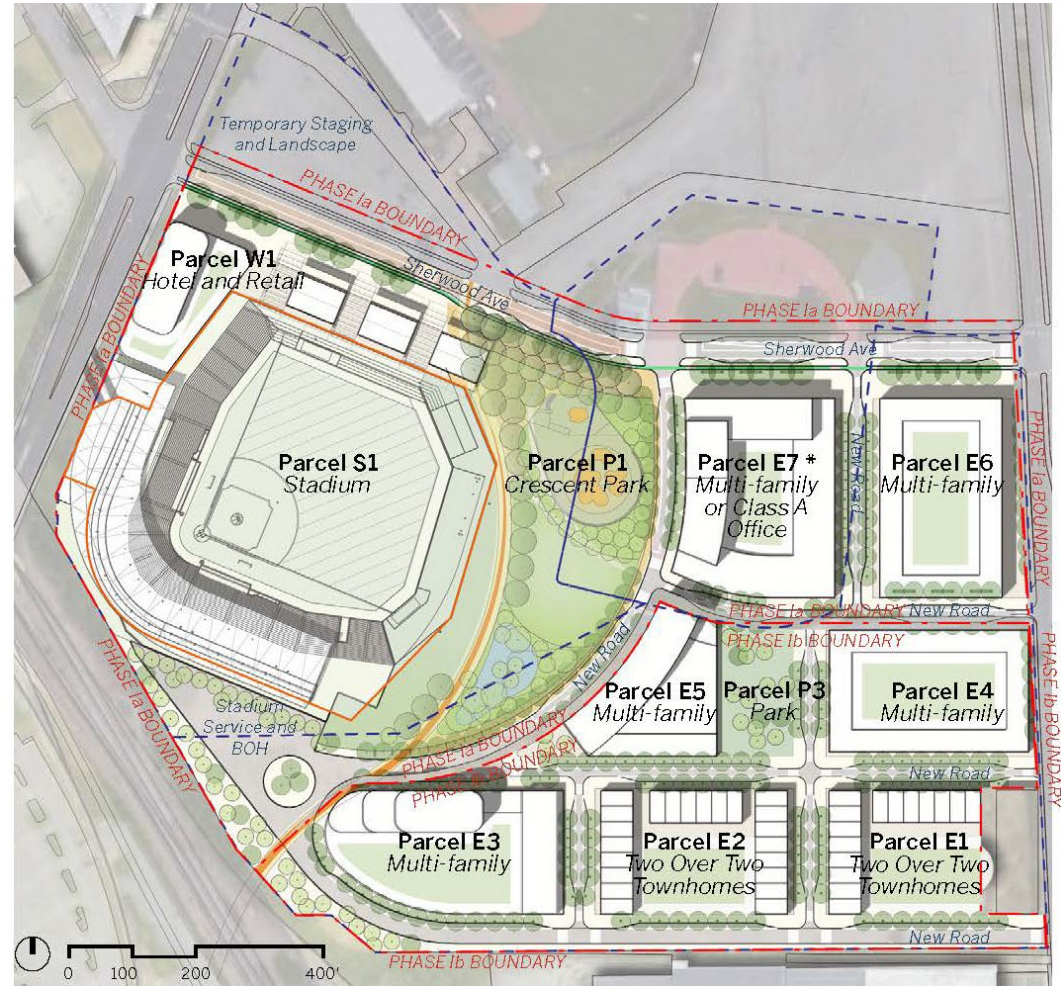 Temporary Staging
and Landscape
PHASE Ia BOUNDARY
Sherwood Ave
Parcel W1
Hotel and Retail
PHASE Ia BOUNDARY
PHASE Ia BOUNDARY
Sherwood Ave
Parcel S1
Stadium
Parcel P1
Crescent Park
Parcel E7 *
Multi-family
or Class A
Office
New Road
Parcel E6
Multi-family
PHASE Ia BOUNDARY
PHASE Ia BOUNDARY
New Road
PHASE Ib BOUNDARY
New Road
Parcel E5
Multi-family
Parcel P3
Park
Parcel E4
Multi-family
PHASE Ib BOUNDARY
Stadium
Service and
BOH
PHASE Ia BOUNDARY
PHASE Ia BOUNDARY
PHASE Ib BOUNDARY
New Road
Parcel E3
Multi-family
Parcel E2
Two Over Two
Townhomes
Parcel E1
Two Over Two
Townhomes
New Road
PHASE Ib BOUNDARY
0 100 200 400'